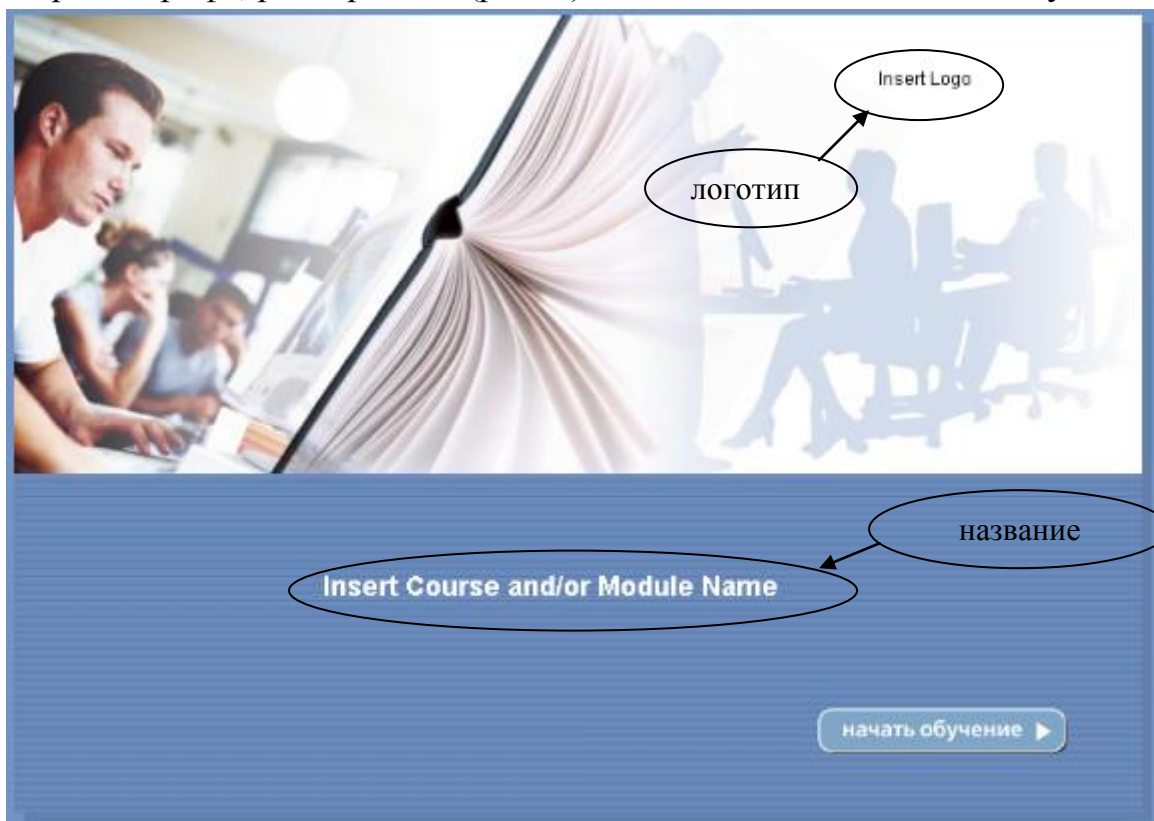 Insert Logo
логотип
название
Insert Course and/or Module Name
начать обучение